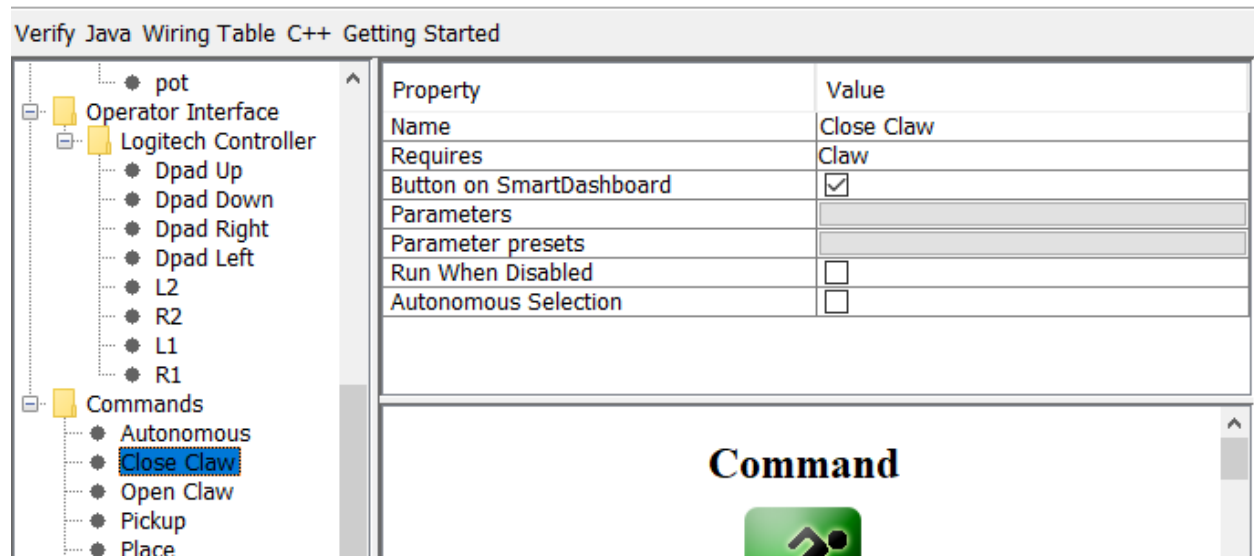 Verify Java Wiring Table C++ Getting Started
pot
Operator Interface
Logitech Controller
Dpad Up
Dpad Down
Dpad Right
Dpad Left
L2
R2
L1
R1
Commands
Autonomous
Close Claw
Open Claw
Pickup
Place
Property Value
Name Close Claw
Requires Claw
Button on SmartDashboard
Parameters
Parameter presets
Run When Disabled
Autonomous Selection
Command